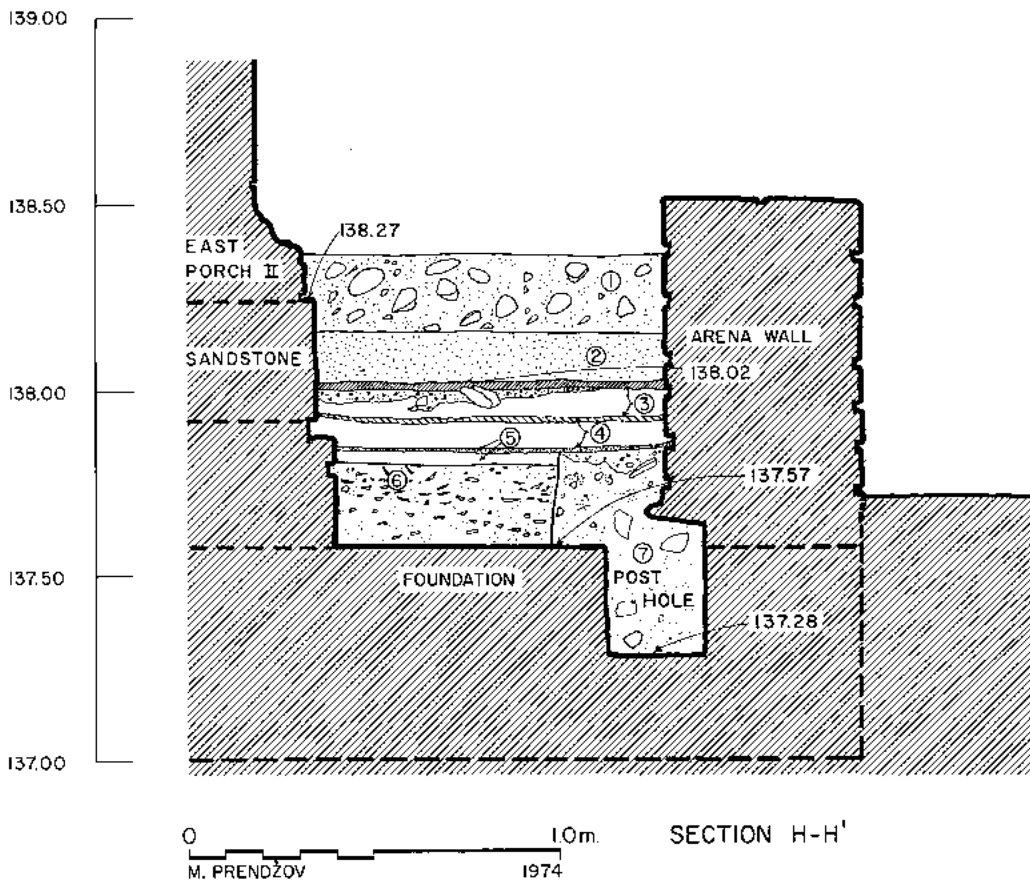 139.00
138.50
138.00
137.50
137.00
EAST
PORCH II
138.27
SANDSTONE
①
②
ARENA WALL
138.02
③
④
⑤
⑥
137.57
⑦
FOUNDATION
POST
HOLE
137.28
0
1.0 m.
SECTION H-H'
M. PRENDŽOV
1974